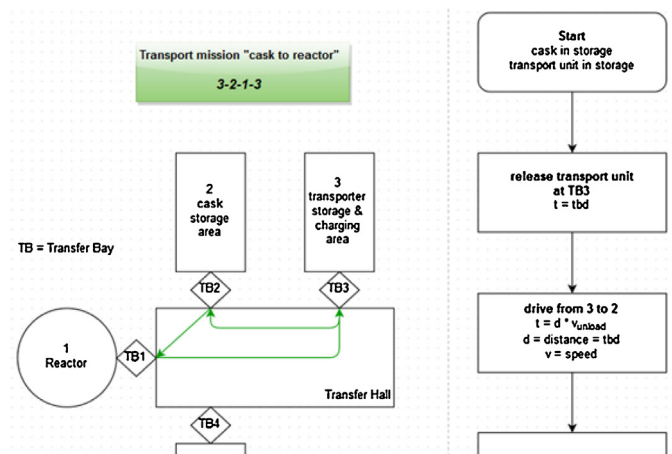 Transport mission "cask to reactor"
3-2-1-3
2
cask
storage
area
3
transporter
storage &
charging
area
TB = Transfer Bay
TB2
TB3
1
Reactor
TB1
Transfer Hall
TB4
Start
cask in storage
transport unit in storage
release transport unit
at TB3
t = tbd
drive from 3 to 2
t = d * vunload
d = distance = tbd
v = speed